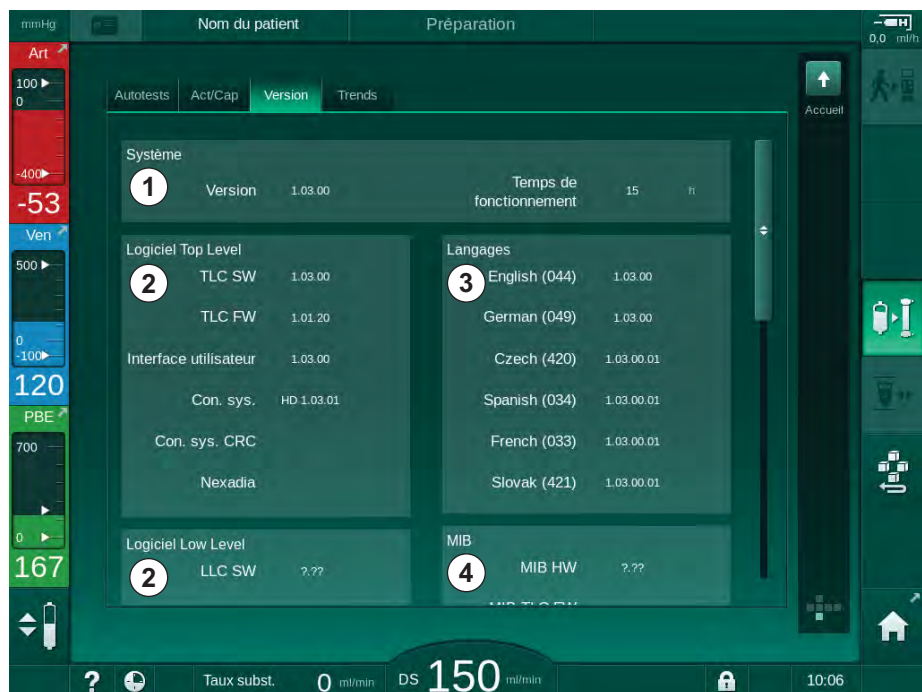 mmHg
Nom du patient
Préparation
0,0 ml/h
Art
100
0
-400
-53
Ven
500
0
-100
120
PBE
700
0
167
Autotests Act/Cap Version Trends
Accueil
Système
1
Version 1.03.00
Temps de
fonctionnement 15 h
Logiciel Top Level
2
TLC SW 1.03.00
TLC FW 1.01.20
Interface utilisateur 1.03.00
Con. sys. HD 1.03.01
Con. sys. CRC
Nexadia
Langages
3
English (044) 1.03.00
German (049) 1.03.00
Czech (420) 1.03.00.01
Spanish (034) 1.03.00.01
French (033) 1.03.00.01
Slovak (421) 1.03.00.01
Logiciel Low Level
2
LLC SW ?.??
MIB
4
MIB HW ?.??
MIB TLC FW
? Taux subst. 0 ml/min DS 150 ml/min 10:06